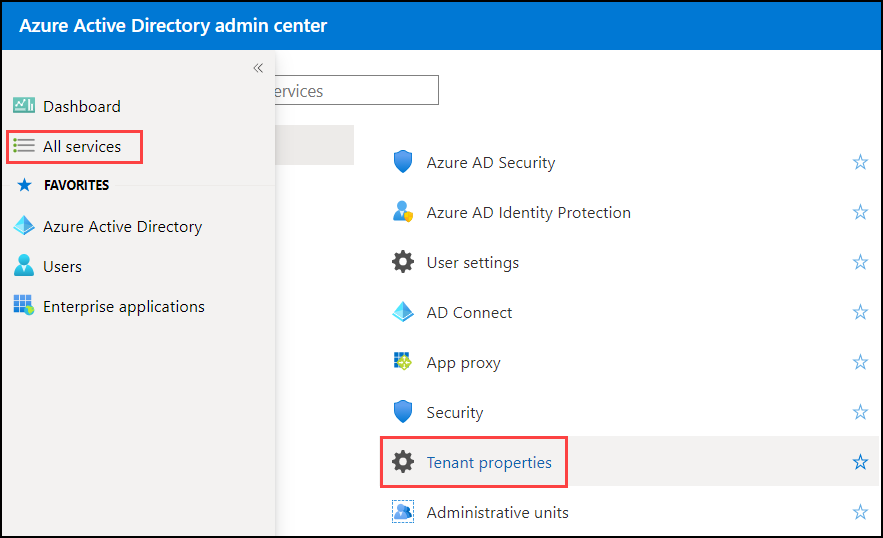 Azure Active Directory admin center
«
Dashboard
All services
FAVORITES
Azure Active Directory
Users
Enterprise applications
ervices
Azure AD Security
Azure AD Identity Protection
User settings
AD Connect
App proxy
Security
Tenant properties
Administrative units